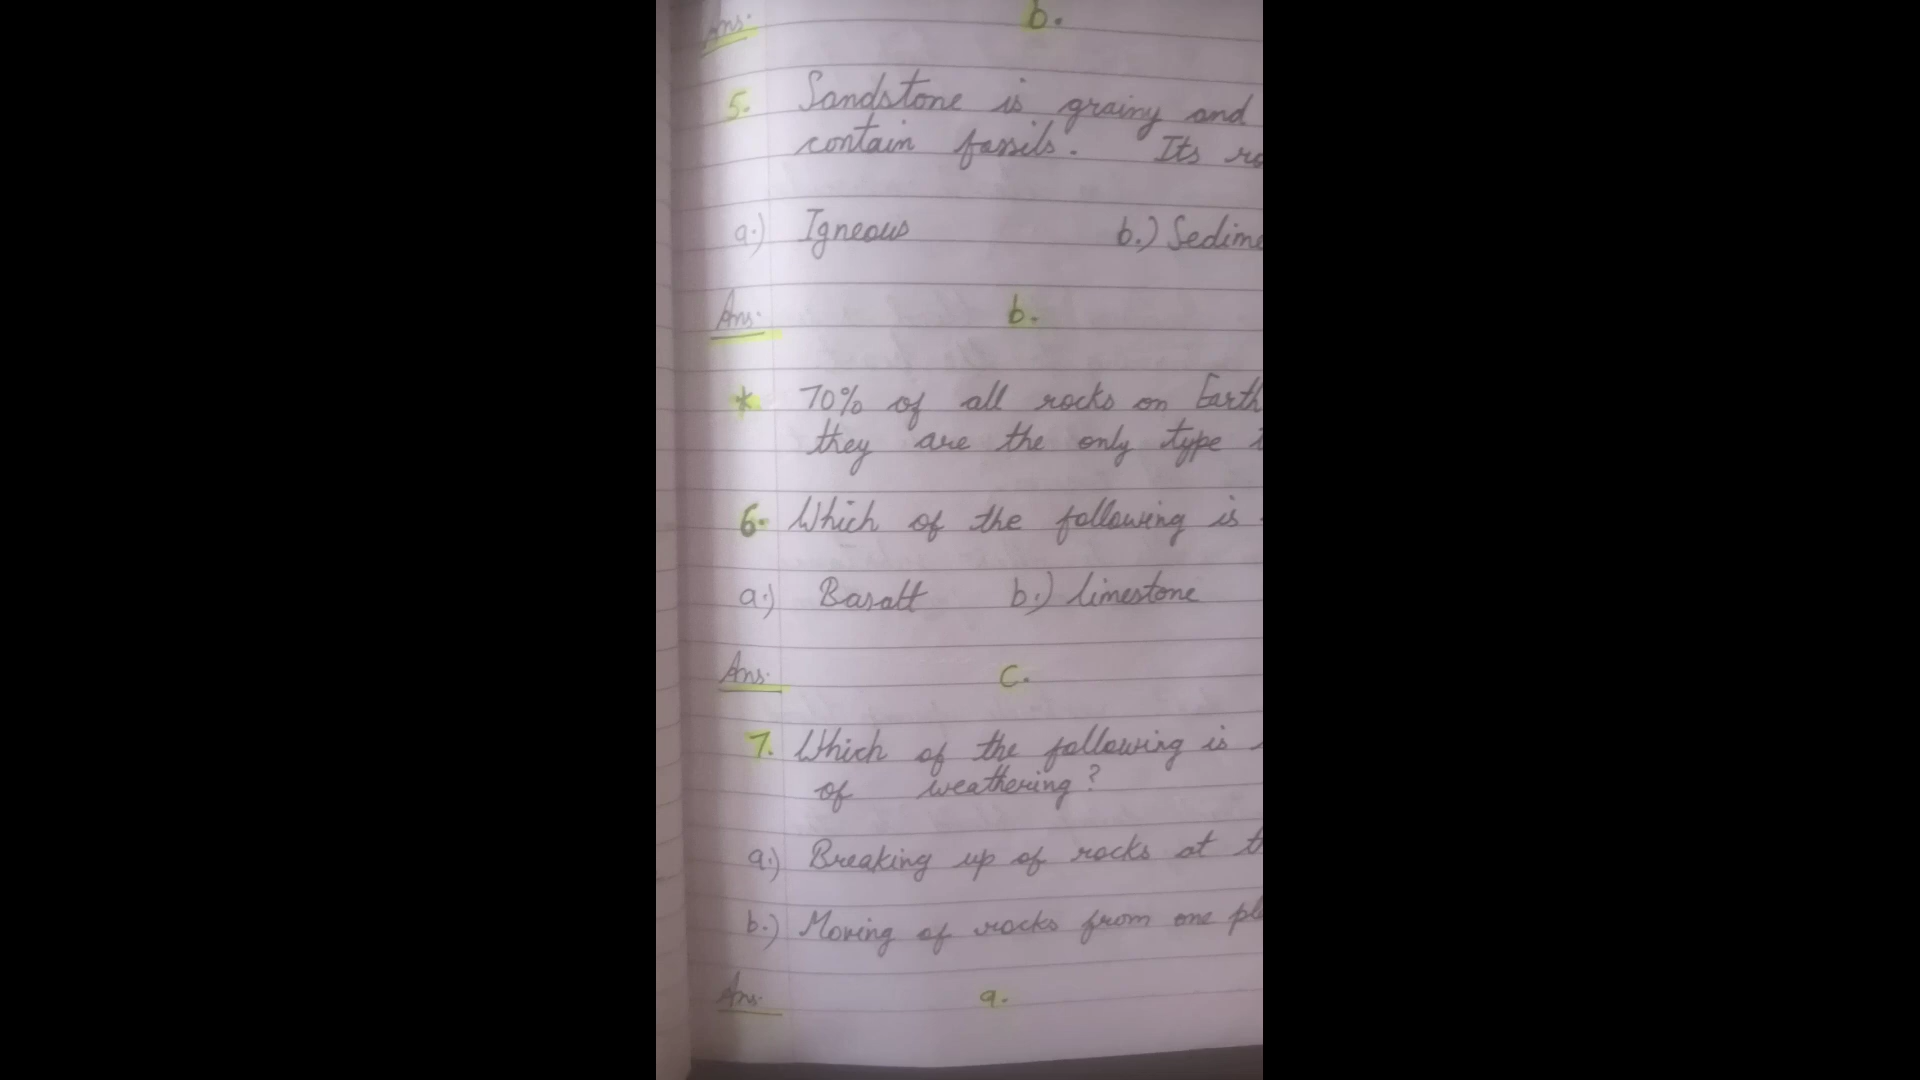 Ans. b.
5. Sandstone is grainy and
contain fossils. Its
a.) Igneous b.) Sedime
Ans. b.
* 70% of all rocks on Earth
they are the only type
6. Which of the following is
a.) Basalt b.) limestone
Ans. C.
7. Which of the following is
of weathering?
a.) Breaking up of rocks at
b.) Moving of rocks from one
Ans. a.